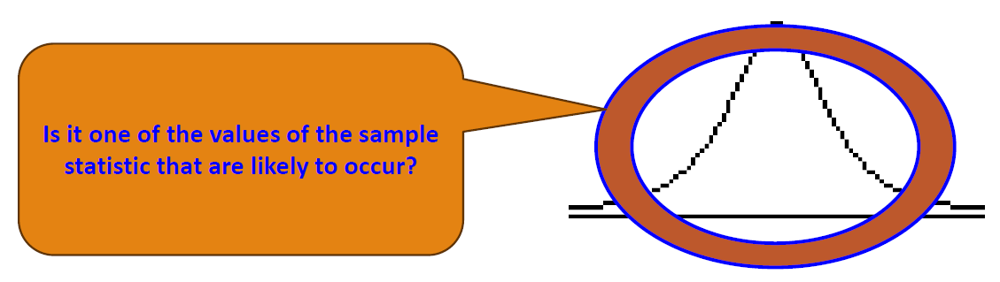 Is it one of the values of the sample
statistic that are likely to occur?